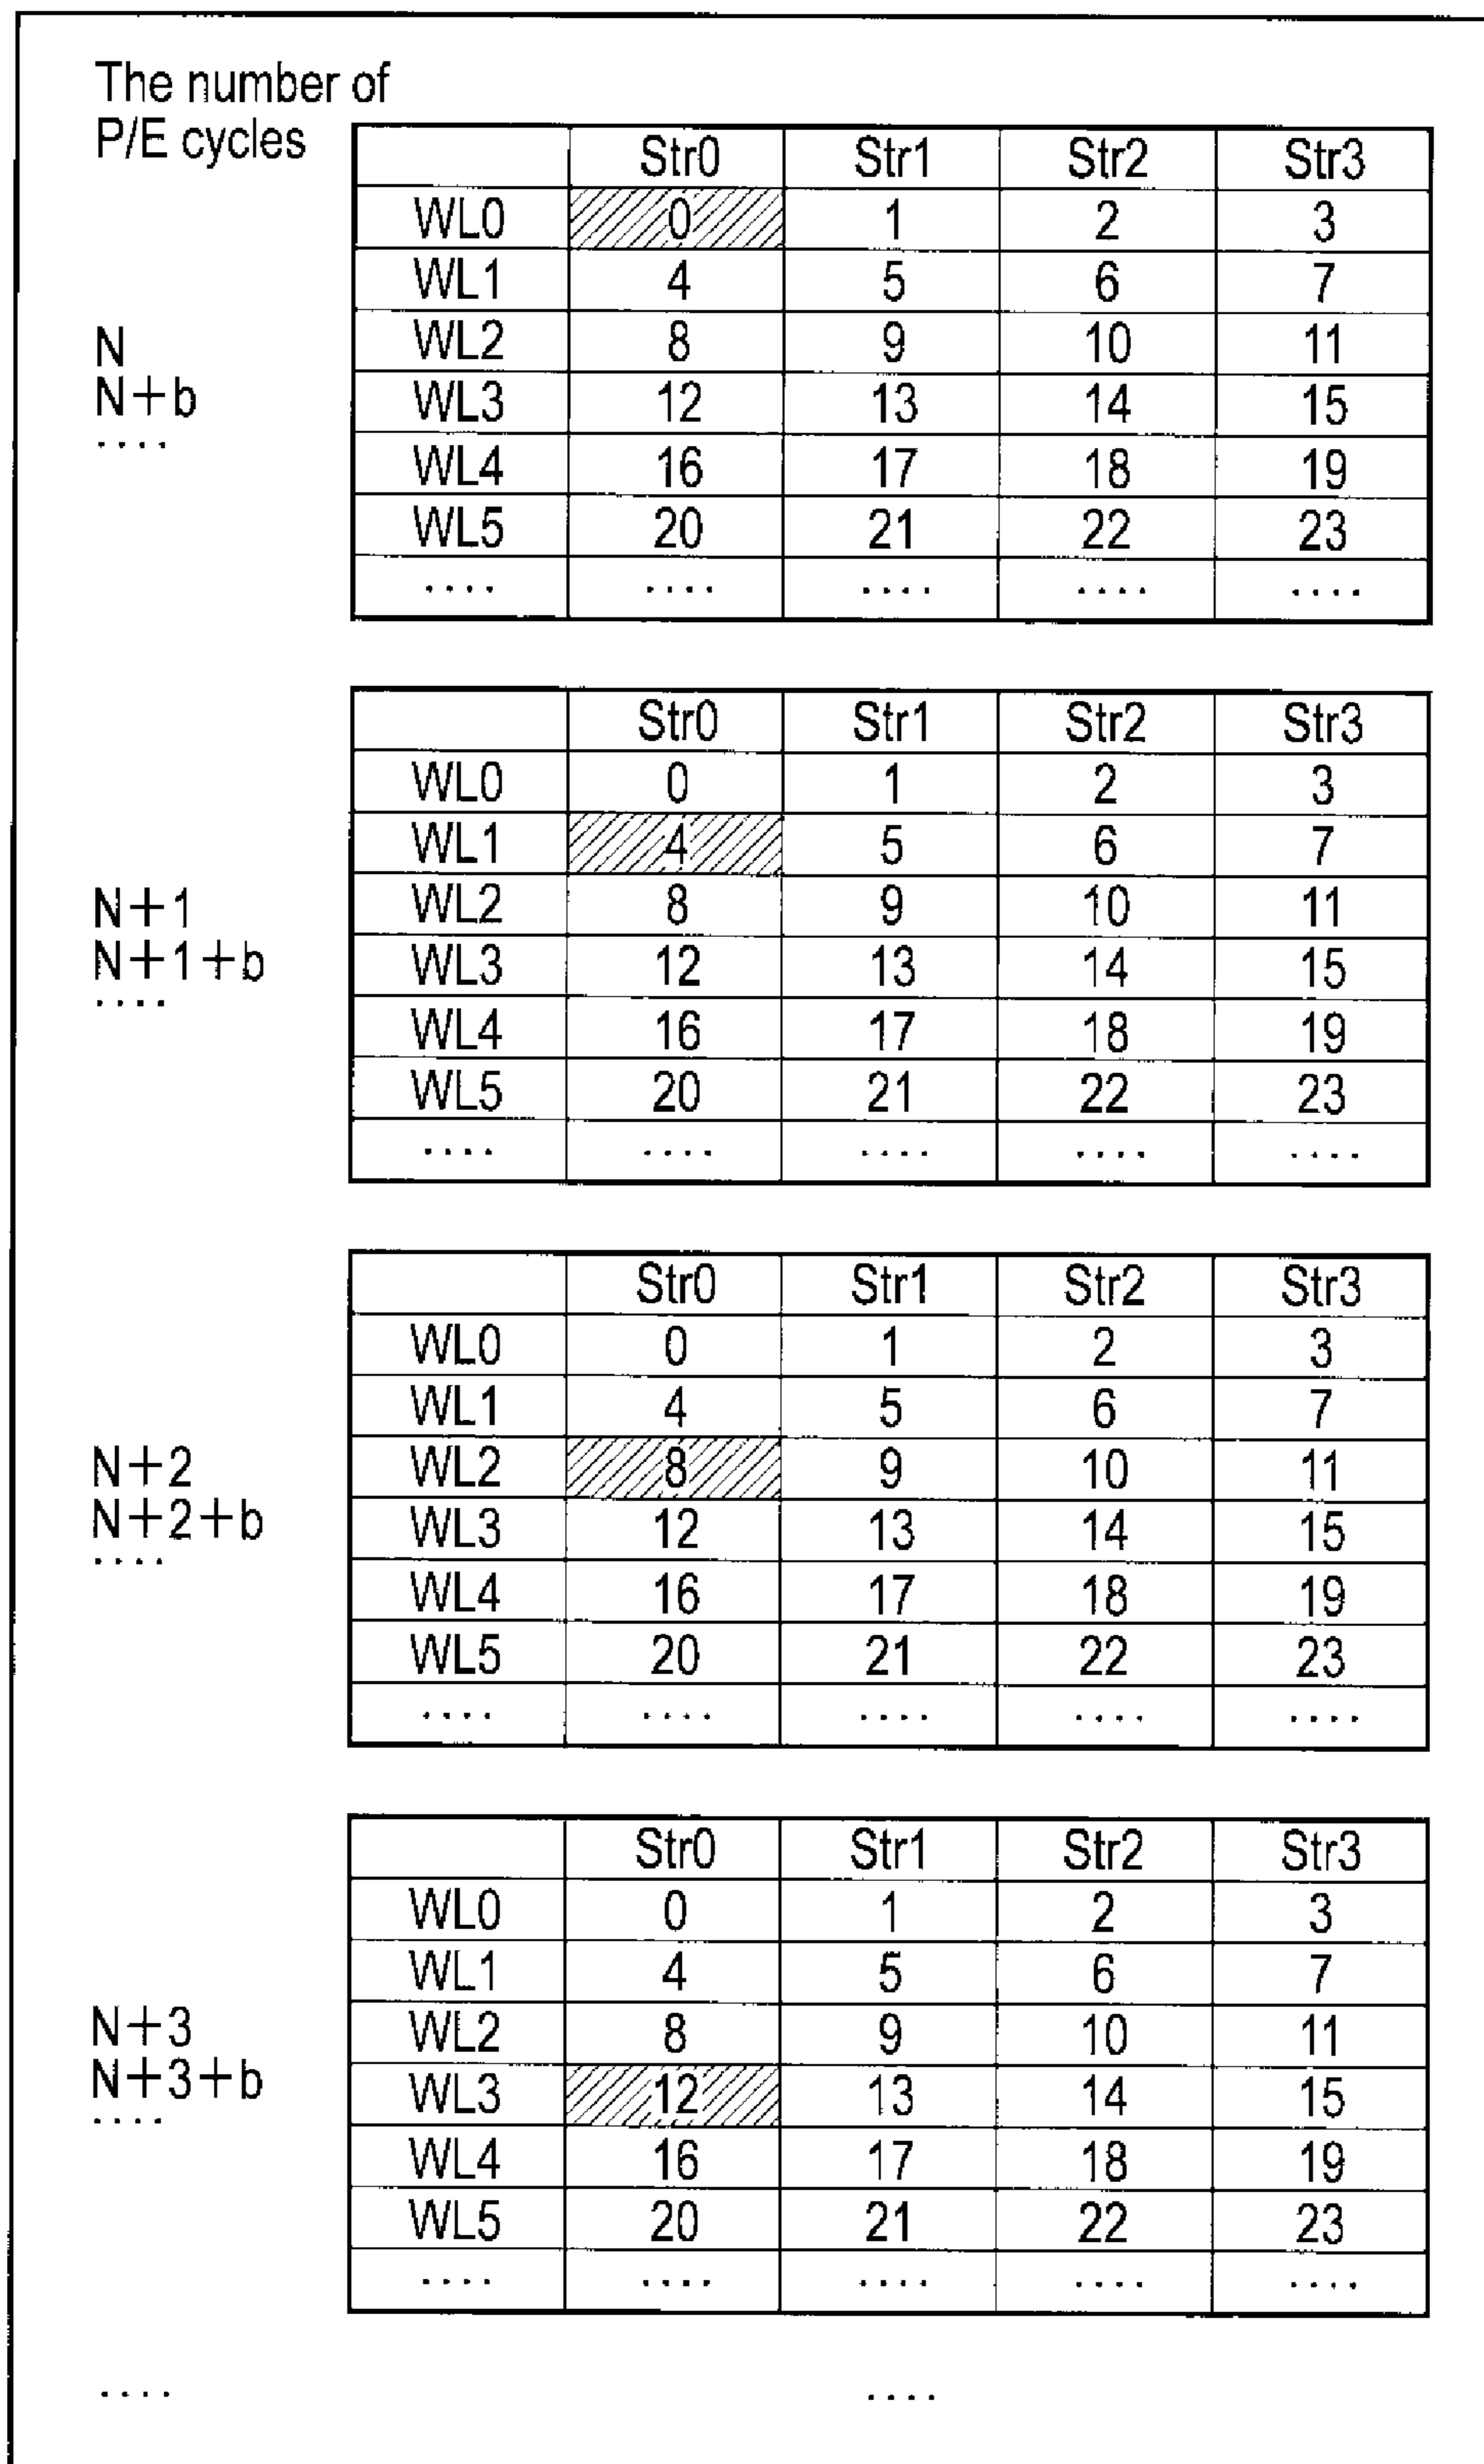 The number of
P/E cycles
Str0 Str1 Str2 Str3
WL0 0 1 2 3
WL1 4 5 6 7
N
N+b
....
WL2 8 9 10 11
WL3 12 13 14 15
WL4 16 17 18 19
WL5 20 21 22 23
.... .... .... .... ....
Str0 Str1 Str2 Str3
WL0 0 1 2 3
WL1 4 5 6 7
N+1
N+1+b
....
WL2 8 9 10 11
WL3 12 13 14 15
WL4 16 17 18 19
WL5 20 21 22 23
.... .... .... .... ....
Str0 Str1 Str2 Str3
WL0 0 1 2 3
WL1 4 5 6 7
N+2
N+2+b
....
WL2 8 9 10 11
WL3 12 13 14 15
WL4 16 17 18 19
WL5 20 21 22 23
.... .... .... .... ....
Str0 Str1 Str2 Str3
WL0 0 1 2 3
WL1 4 5 6 7
N+3
N+3+b
....
WL2 8 9 10 11
WL3 12 13 14 15
WL4 16 17 18 19
WL5 20 21 22 23
.... .... .... .... ....
.... ....